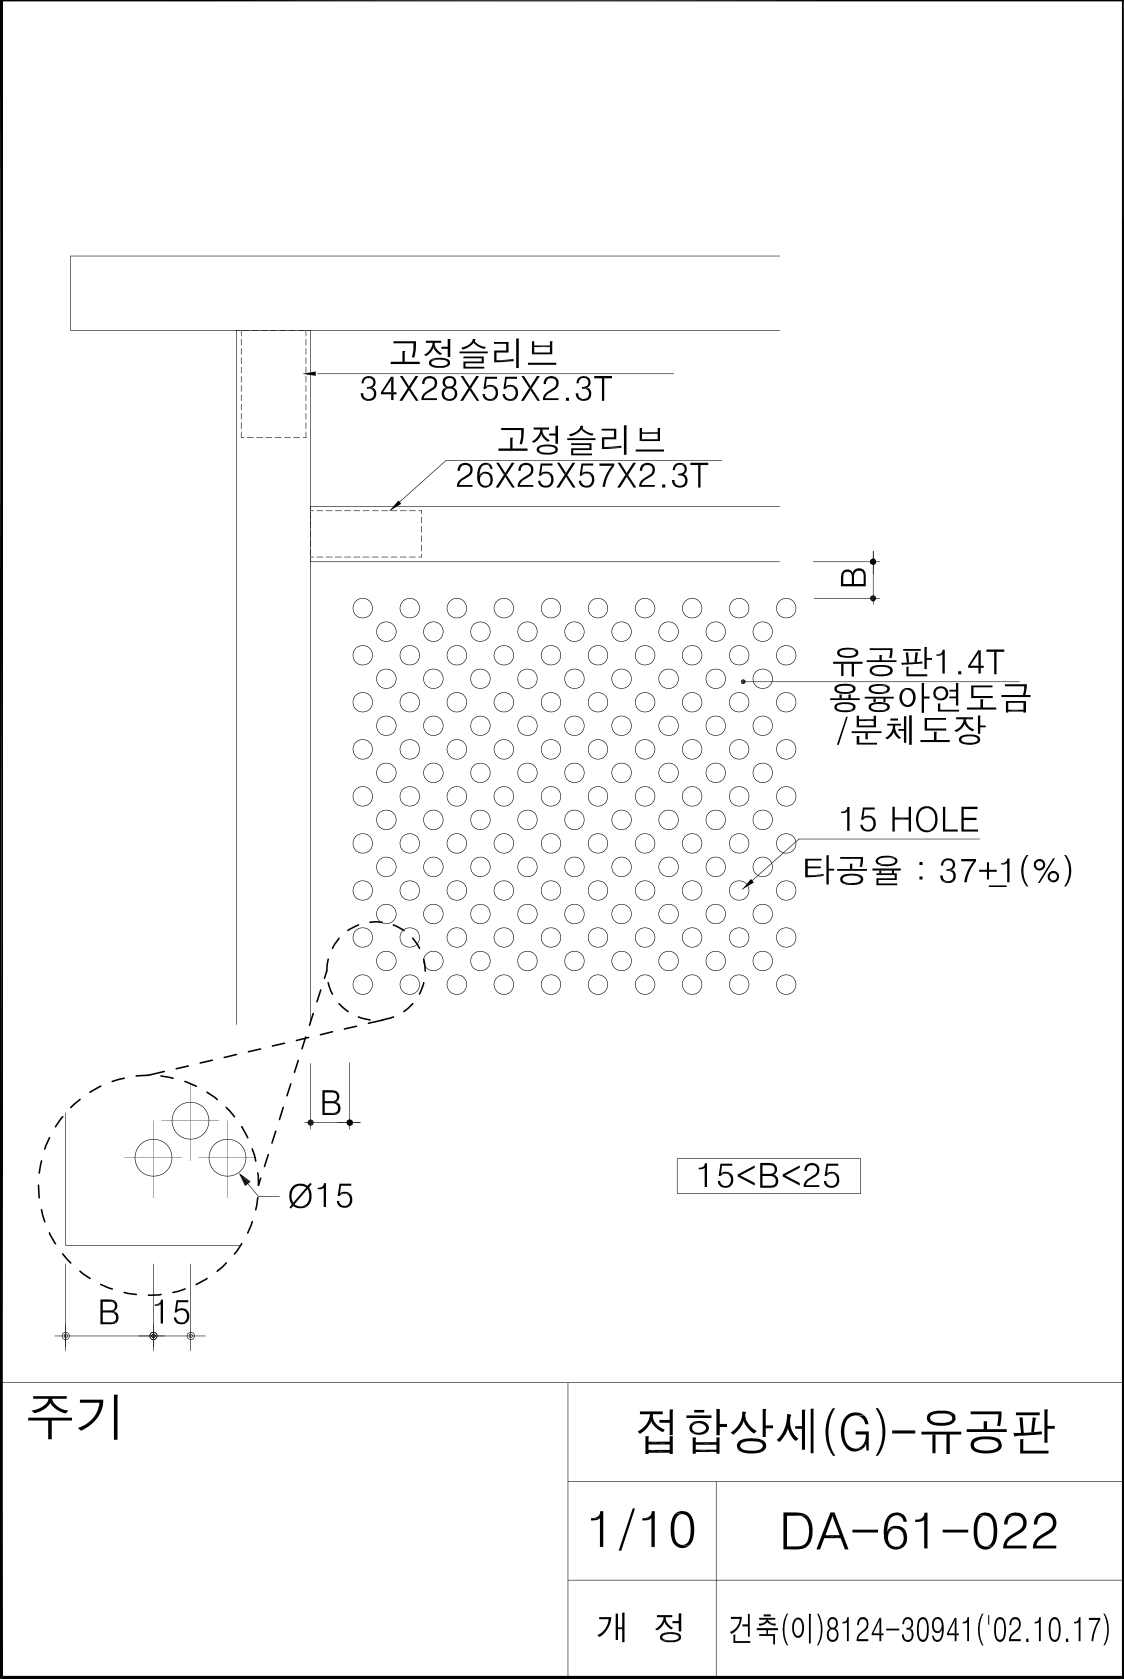 고정슬리브
34X28X55X2.3T
고정슬리브
26X25X57X2.3T
B
유공판1.4T
용융아연도금
/분체도장
15 HOLE
타공율 : 37±1(%)
B
15<B<25
Ø15
B 15
주기
접합상세(G)-유공판
1/10 DA-61-022
개 정 건축(이)8124-30941('02.10.17)